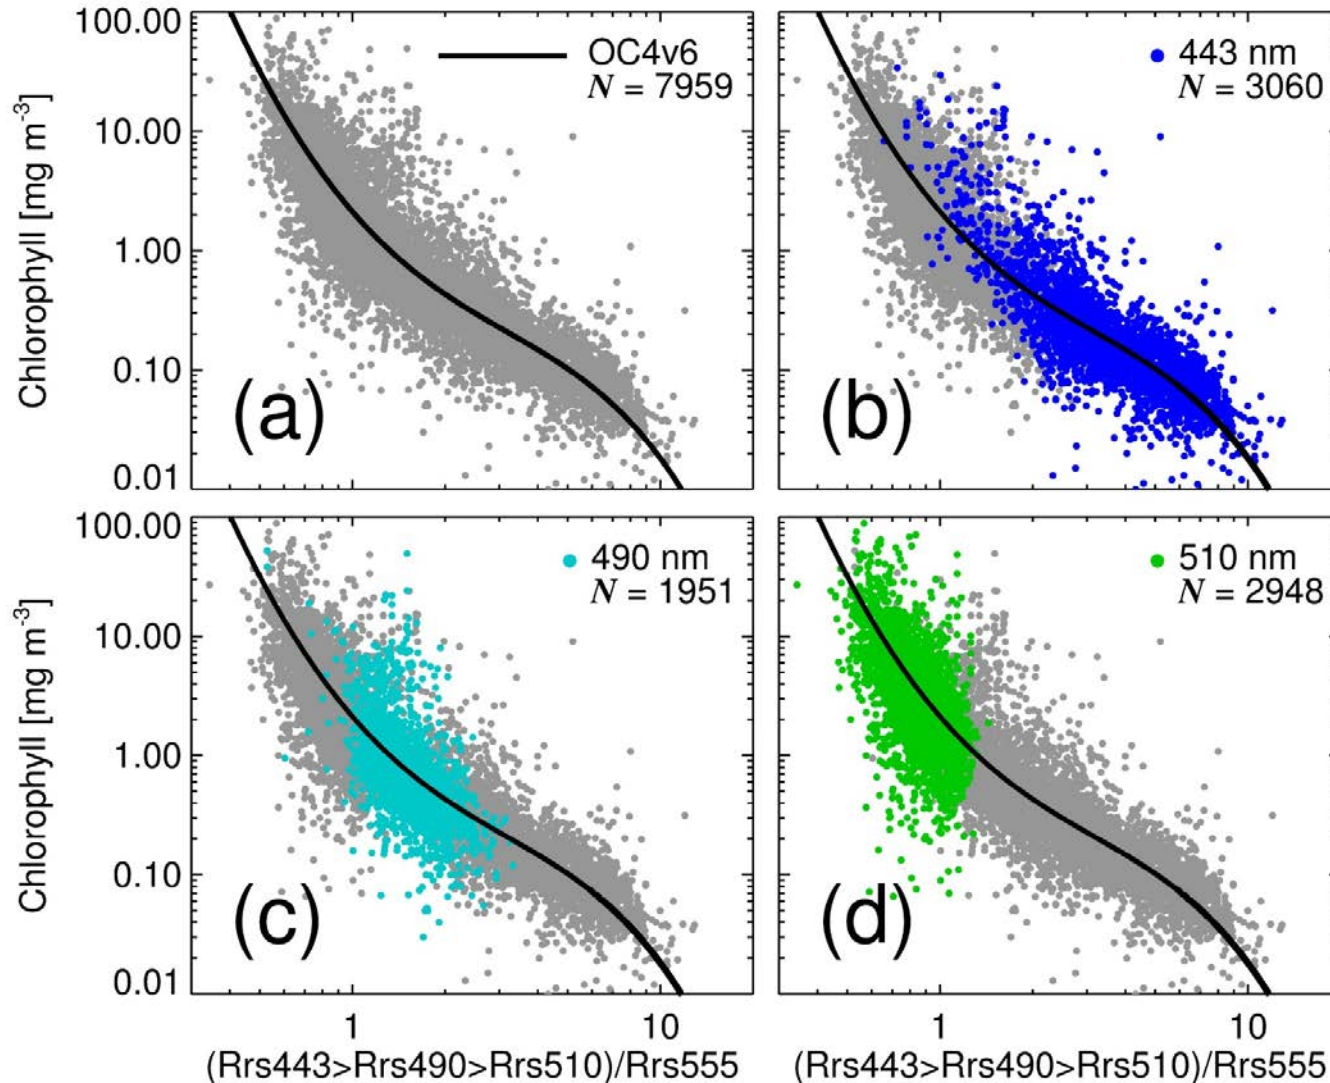 100.00
10.00
1.00
0.10
0.01
Chlorophyll [mg m-3]
OC4v6
N = 7959
(a)
443 nm
N = 3060
(b)
100.00
10.00
1.00
0.10
0.01
Chlorophyll [mg m-3]
490 nm
N = 1951
(c)
510 nm
N = 2948
(d)
1 10
(Rrs443>Rrs490>Rrs510)/Rrs555
1 10
(Rrs443>Rrs490>Rrs510)/Rrs555